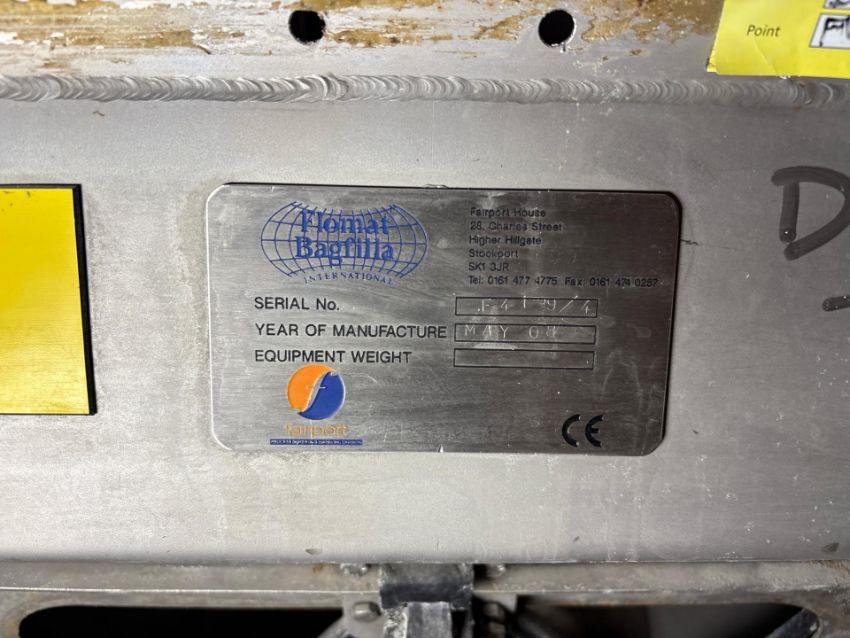 Point
Flomat
Bagfilla
INTERNATIONAL
Fairport House
28, Charles Street
Higher Hillgate
Stockport
SK1 3JR
Tel: 0161 477 4775 Fax: 0161 474 0257
SERIAL No.
YEAR OF MANUFACTURE MAY 08
EQUIPMENT WEIGHT
f
fairport
CE
D